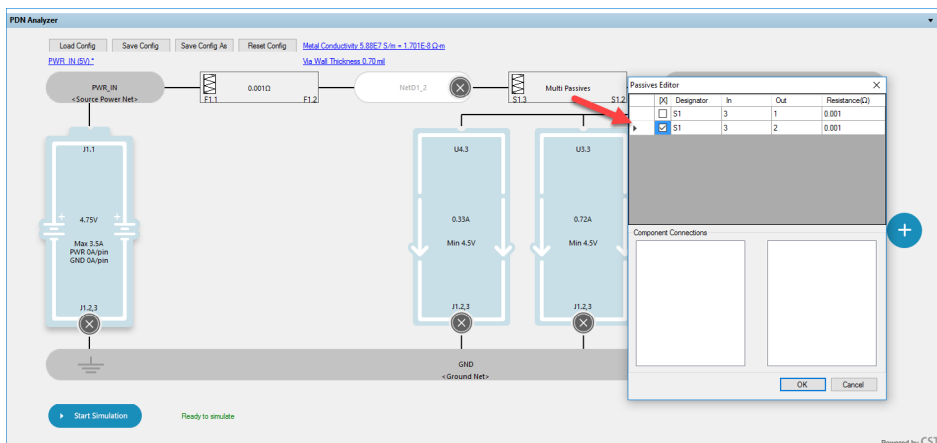 PDN Analyzer
Load Config Save Config Save Config As Reset Config Metal Conductivity 5.88E7 S/m = 1.701E-8 Ω-m
PWR_IN (5V) * Via Wall Thickness 0.70 mil
PWR_IN
<Source Power Net>
0.001Ω
F1.1 F1.2
NetD1_2
Multi Passives
S1.3 S1.2
Passives Editor
[X] Designator In Out Resistance(Ω)
S1 3 1 0.001
S1 3 2 0.001
Component Connections
OK Cancel
J1.1
4.75V
Max 3.5A
PWR 0A/pin
GND 0A/pin
J1.2,3
U4.3
0.33A
Min 4.5V
J1.2,3
U3.3
0.72A
Min 4.5V
J1.2,3
GND
<Ground Net>
Start Simulation Ready to simulate
Powered by CST